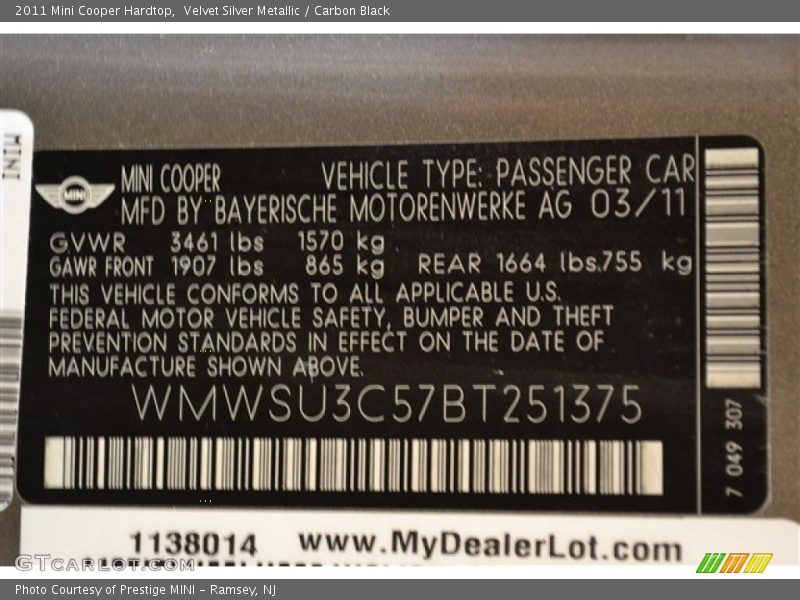 2011 Mini Cooper Hardtop,  Velvet Silver Metallic / Carbon Black
MINI
MINI
MINI COOPER VEHICLE TYPE: PASSENGER CAR
MFD BY BAYERISCHE MOTORENWERKE AG 03/11
GVWR 3461 lbs 1570 kg
GAWR FRONT 1907 lbs 865 kg REAR 1664 lbs.755 kg
THIS VEHICLE CONFORMS TO ALL APPLICABLE U.S.
FEDERAL MOTOR VEHICLE SAFETY, BUMPER AND THEFT
PREVENTION STANDARDS IN EFFECT ON THE DATE OF
MANUFACTURE SHOWN ABOVE.
WMWSU3C57BT251375
7 049 307
1138014 www.MyDealerLot.com
GTCARLOT.COM
Photo Courtesy of Prestige MINI - Ramsey, NJ